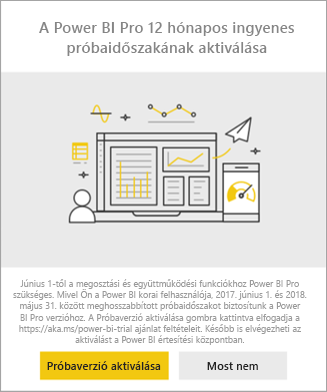 A Power BI Pro 12 hónapos ingyenes
próbaidőszakának aktiválása
Június 1-től a megosztási és együttműködési funkciókhoz Power BI Pro
szükséges. Mivel Ön a Power BI korai felhasználója, 2017. június 1. és 2018.
május 31. között meghosszabbított próbaidőszakot biztosítunk a Power
BI Pro verzióhoz. A Próbaverzió aktiválása gombra kattintva elfogadja a
https://aka.ms/power-bi-trial ajánlat feltételeit. Később is elvégezheti az
aktiválást a Power BI értesítési központban.
Próbaverzió aktiválása
Most nem